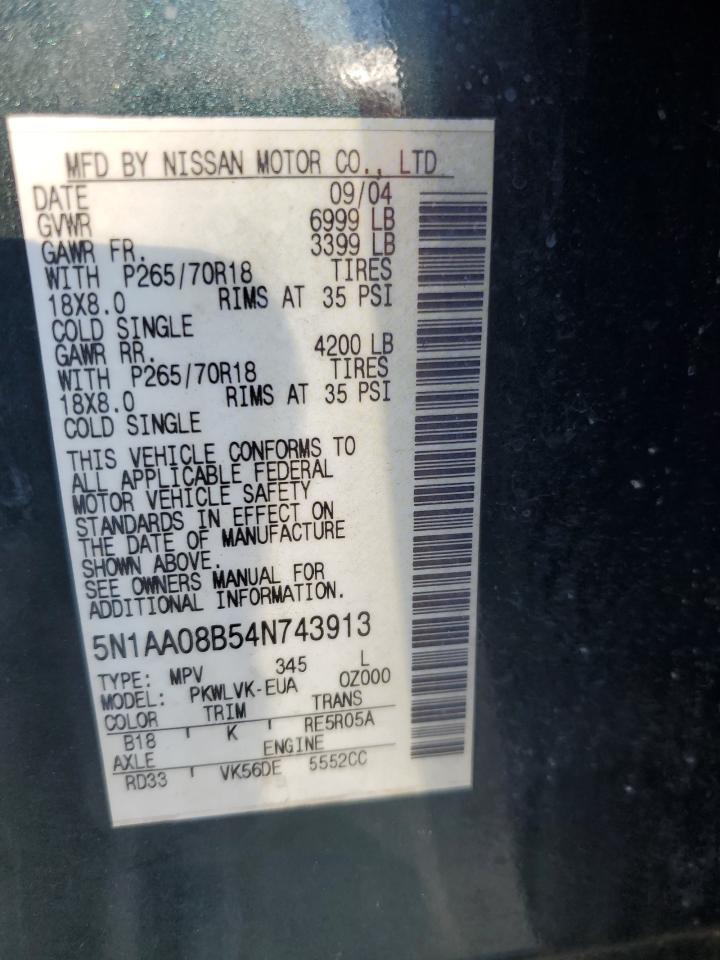 MFD BY NISSAN MOTOR CO., LTD
DATE 09/04
GVWR 6999 LB
GAWR FR. 3399 LB
WITH P265/70R18 TIRES
18X8.0 RIMS AT 35 PSI
COLD SINGLE
GAWR RR. 4200 LB
WITH P265/70R18 TIRES
18X8.0 RIMS AT 35 PSI
COLD SINGLE
THIS VEHICLE CONFORMS TO
ALL APPLICABLE FEDERAL
MOTOR VEHICLE SAFETY
STANDARDS IN EFFECT ON
THE DATE OF MANUFACTURE
SHOWN ABOVE.
SEE OWNERS MANUAL FOR
ADDITIONAL INFORMATION.
5N1AA08B54N743913
TYPE: MPV 345 L
MODEL: PKWLVK-EUA OZ000
COLOR TRIM TRANS
B18 K RE5R05A
AXLE ENGINE
RD33 VK56DE 5552CC